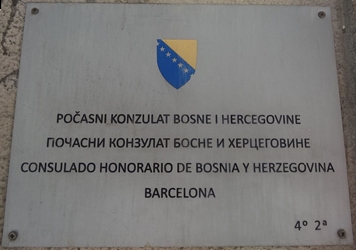 POČASNI KONZULAT BOSNE I HERCEGOVINE
ПОЧАСНИ КОНЗУЛАТ БОСНЕ И ХЕРЦЕГОВИНЕ
CONSULADO HONORARIO DE BOSNIA Y HERZEGOVINA
BARCELONA
4º 2ª